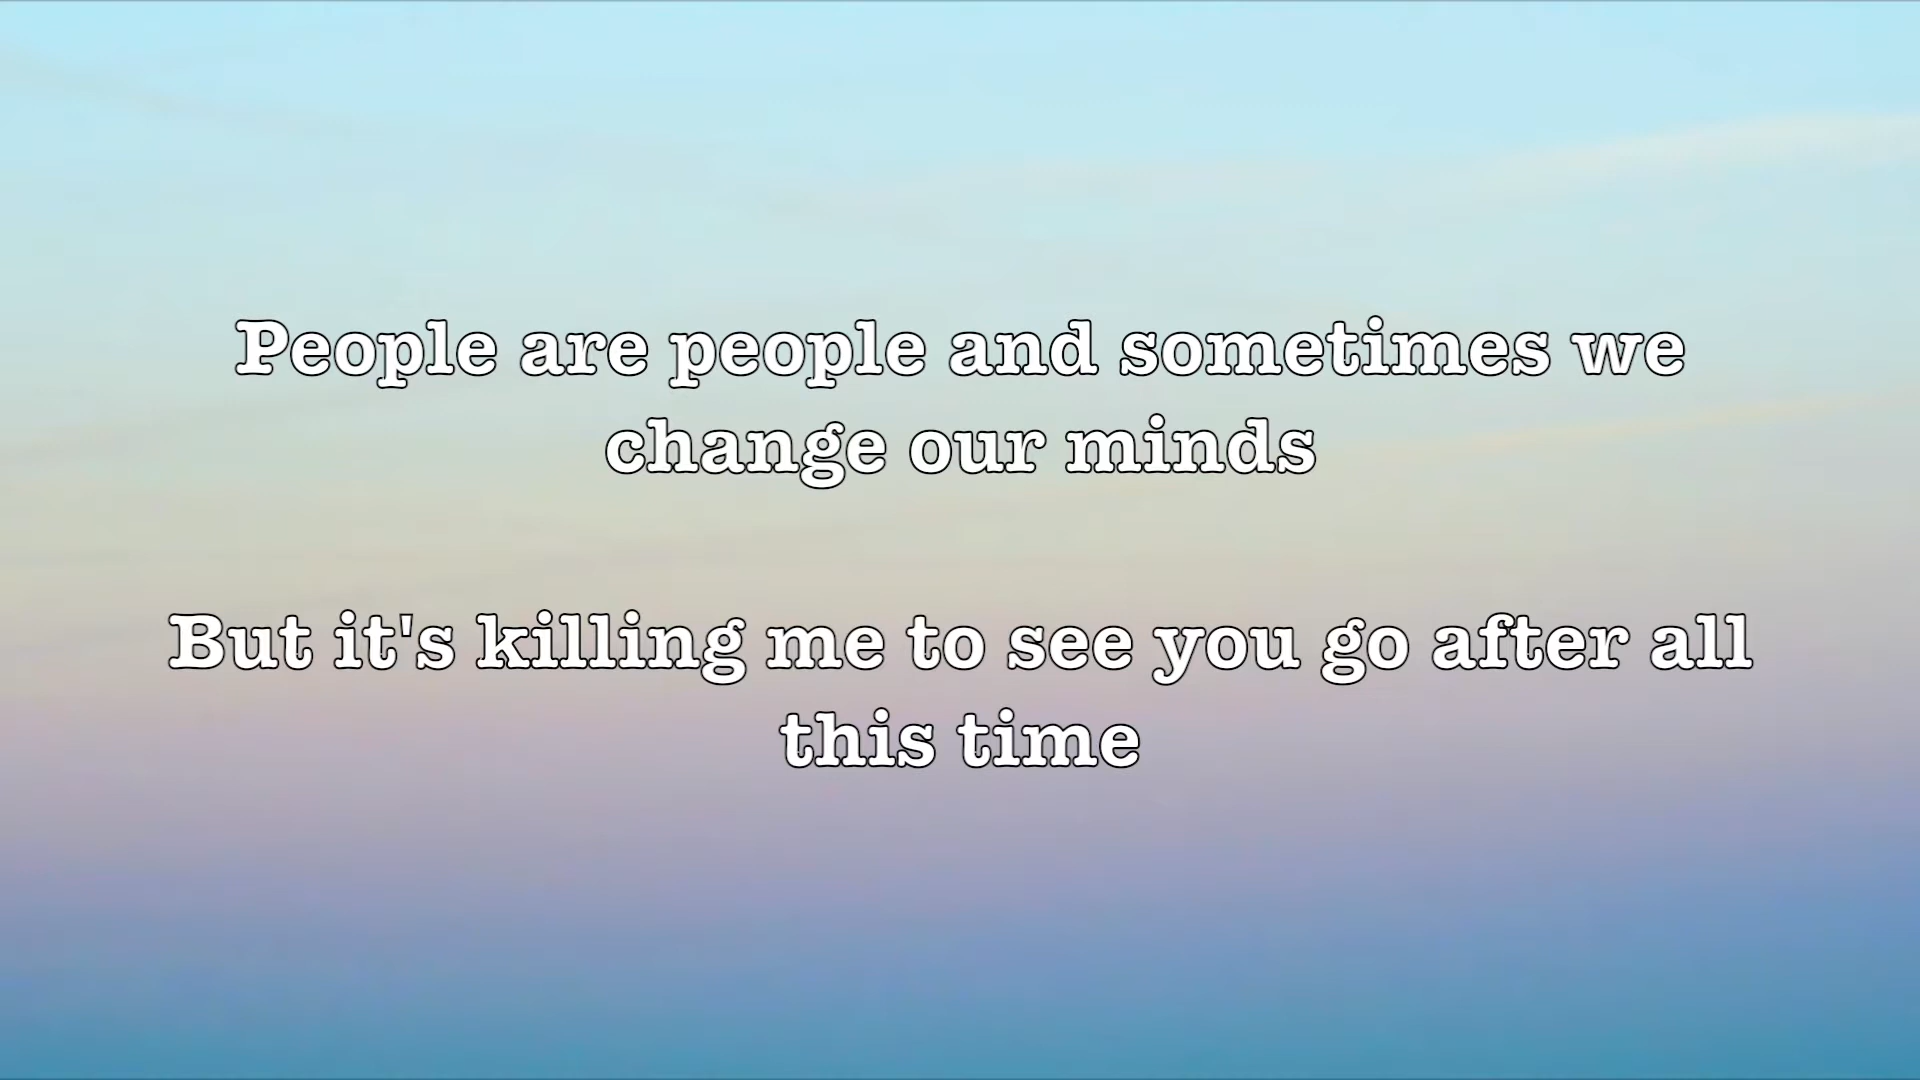 People are people and sometimes we
change our minds
But it's killing me to see you go after all
this time